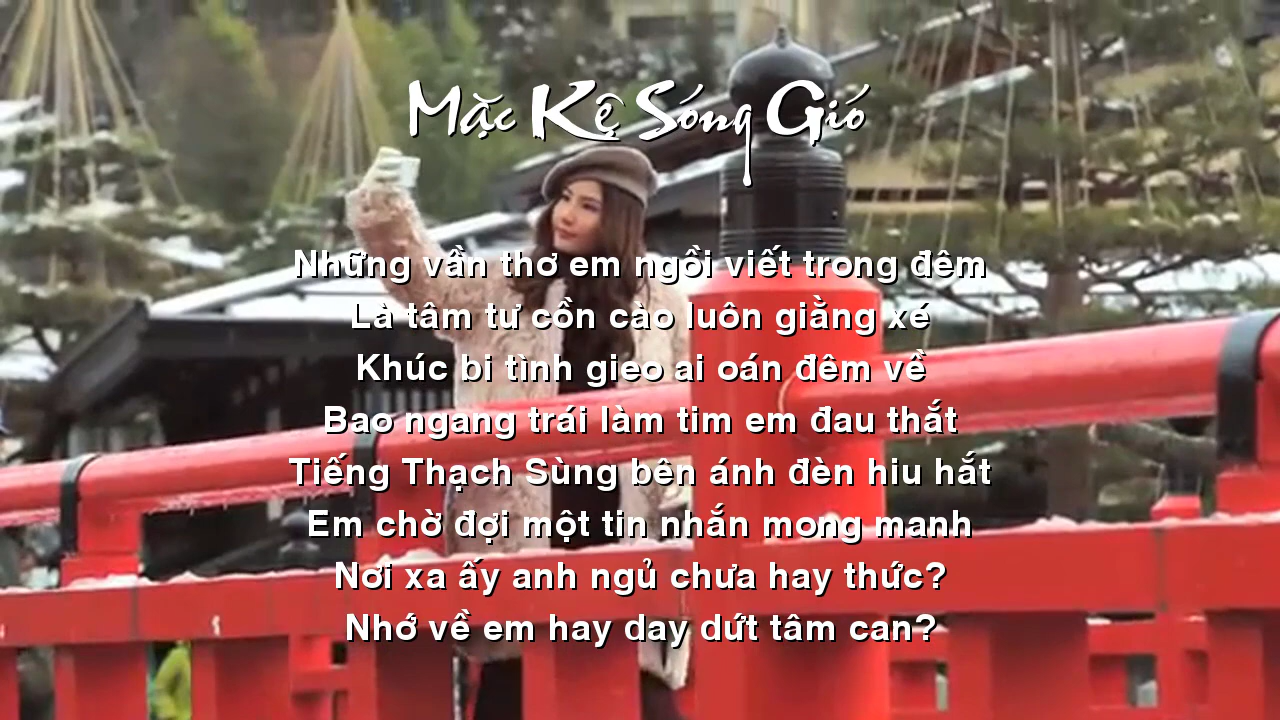 Mặc Kệ Sóng Gió
Những vần thơ em ngồi viết trong đêm
Là tâm tư cồn cào luôn giằng xé
Khúc bi tình gieo ai oán đêm về
Bao ngang trái làm tim em đau thắt
Tiếng Thạch Sùng bên ánh đèn hiu hắt
Em chờ đợi một tin nhắn mong manh
Nơi xa ấy anh ngủ chưa hay thức?
Nhớ về em hay day dứt tâm can?